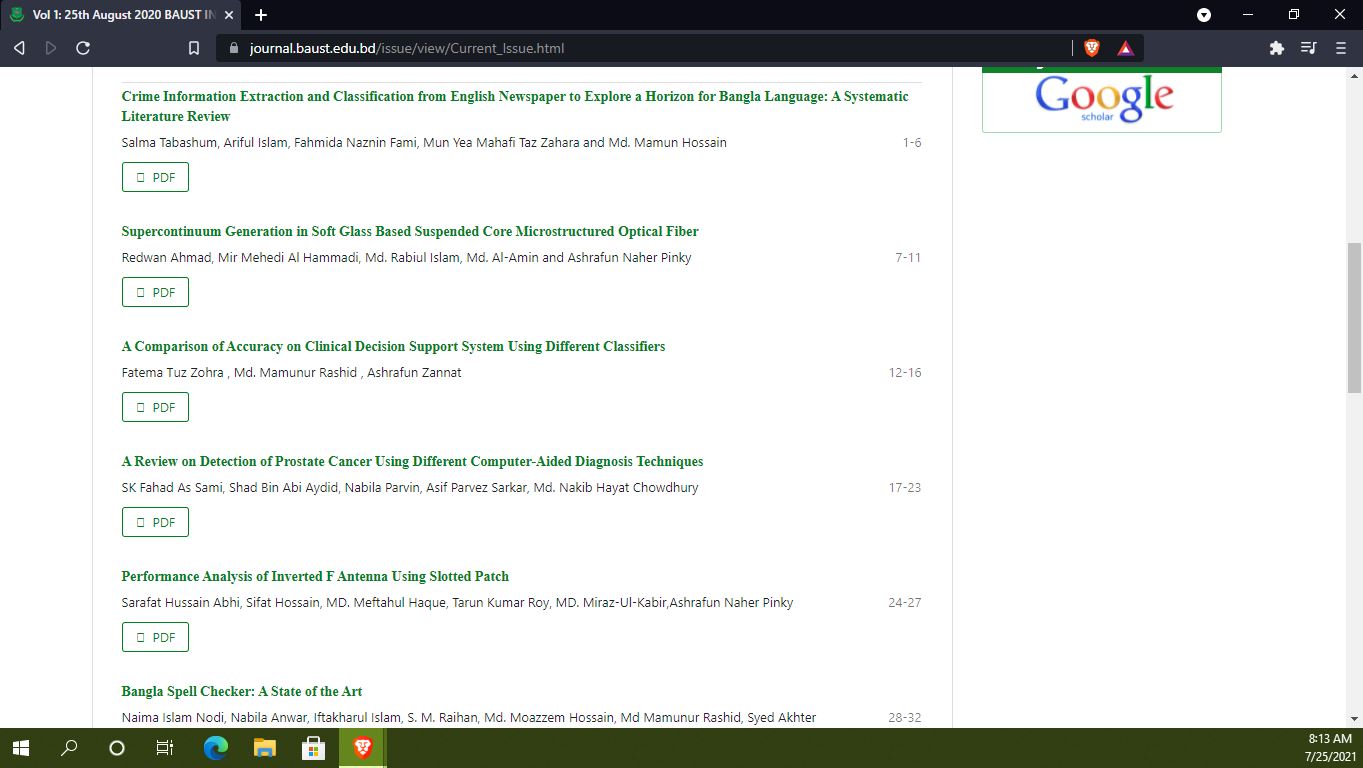 Vol 1: 25th August 2020 BAUST IN
journal.baust.edu.bd/issue/view/Current_Issue.html
Crime Information Extraction and Classification from English Newspaper to Explore a Horizon for Bangla Language: A Systematic
Literature Review
Salma Tabashum, Ariful Islam, Fahmida Naznin Fami, Mun Yea Mahafi Taz Zahara and Md. Mamun Hossain 1-6
PDF
Supercontinuum Generation in Soft Glass Based Suspended Core Microstructured Optical Fiber
Redwan Ahmad, Mir Mehedi Al Hammadi, Md. Rabiul Islam, Md. Al-Amin and Ashrafun Naher Pinky 7-11
PDF
A Comparison of Accuracy on Clinical Decision Support System Using Different Classifiers
Fatema Tuz Zohra , Md. Mamunur Rashid , Ashrafun Zannat 12-16
PDF
A Review on Detection of Prostate Cancer Using Different Computer-Aided Diagnosis Techniques
SK Fahad As Sami, Shad Bin Abi Aydid, Nabila Parvin, Asif Parvez Sarkar, Md. Nakib Hayat Chowdhury 17-23
PDF
Performance Analysis of Inverted F Antenna Using Slotted Patch
Sarafat Hussain Abhi, Sifat Hossain, MD. Meftahul Haque, Tarun Kumar Roy, MD. Miraz-Ul-Kabir,Ashrafun Naher Pinky 24-27
PDF
Bangla Spell Checker: A State of the Art
Naima Islam Nodi, Nabila Anwar, Iftakharul Islam, S. M. Raihan, Md. Moazzem Hossain, Md Mamunur Rashid, Syed Akhter 28-32
Google
scholar
8:13 AM
7/25/2021